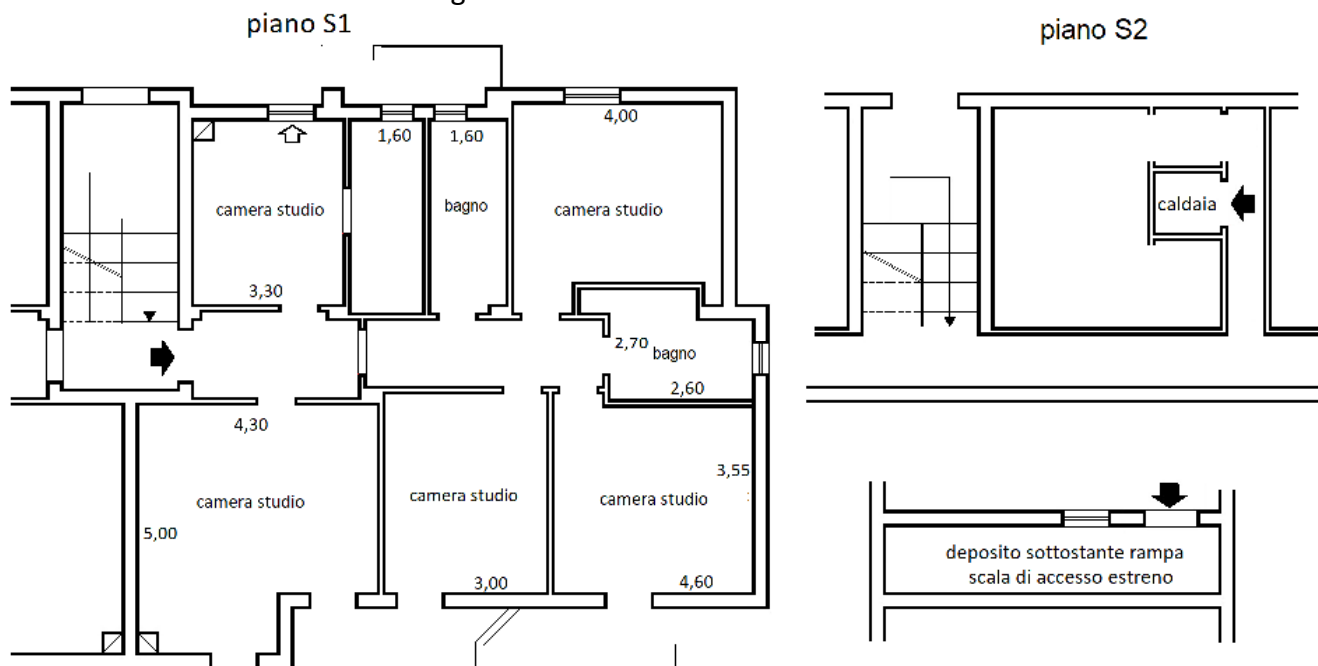 piano S1
piano S2
4,00
1,60
1,60
camera studio
bagno
camera studio
caldaia
3,30
2,70
bagno
2,60
4,30
3,55
camera studio
camera studio
camera studio
5,00
3,00
4,60
deposito sottostante rampa
scala di accesso estreno